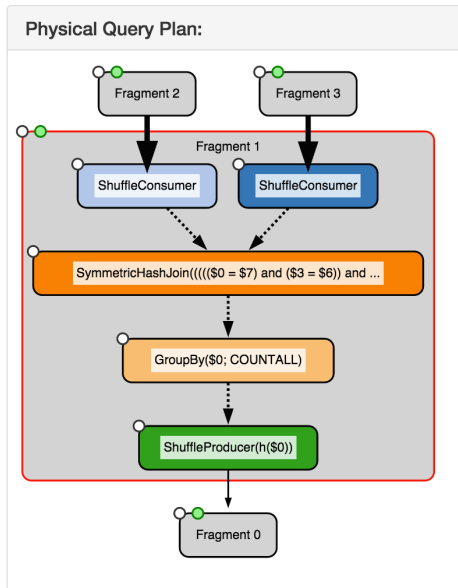 Physical Query Plan:
Fragment 2
Fragment 3
Fragment 1
ShuffleConsumer
ShuffleConsumer
SymmetricHashJoin((((($0 = $7) and ($3 = $6)) and ...
GroupBy($0; COUNTALL)
ShuffleProducer(h($0))
Fragment 0